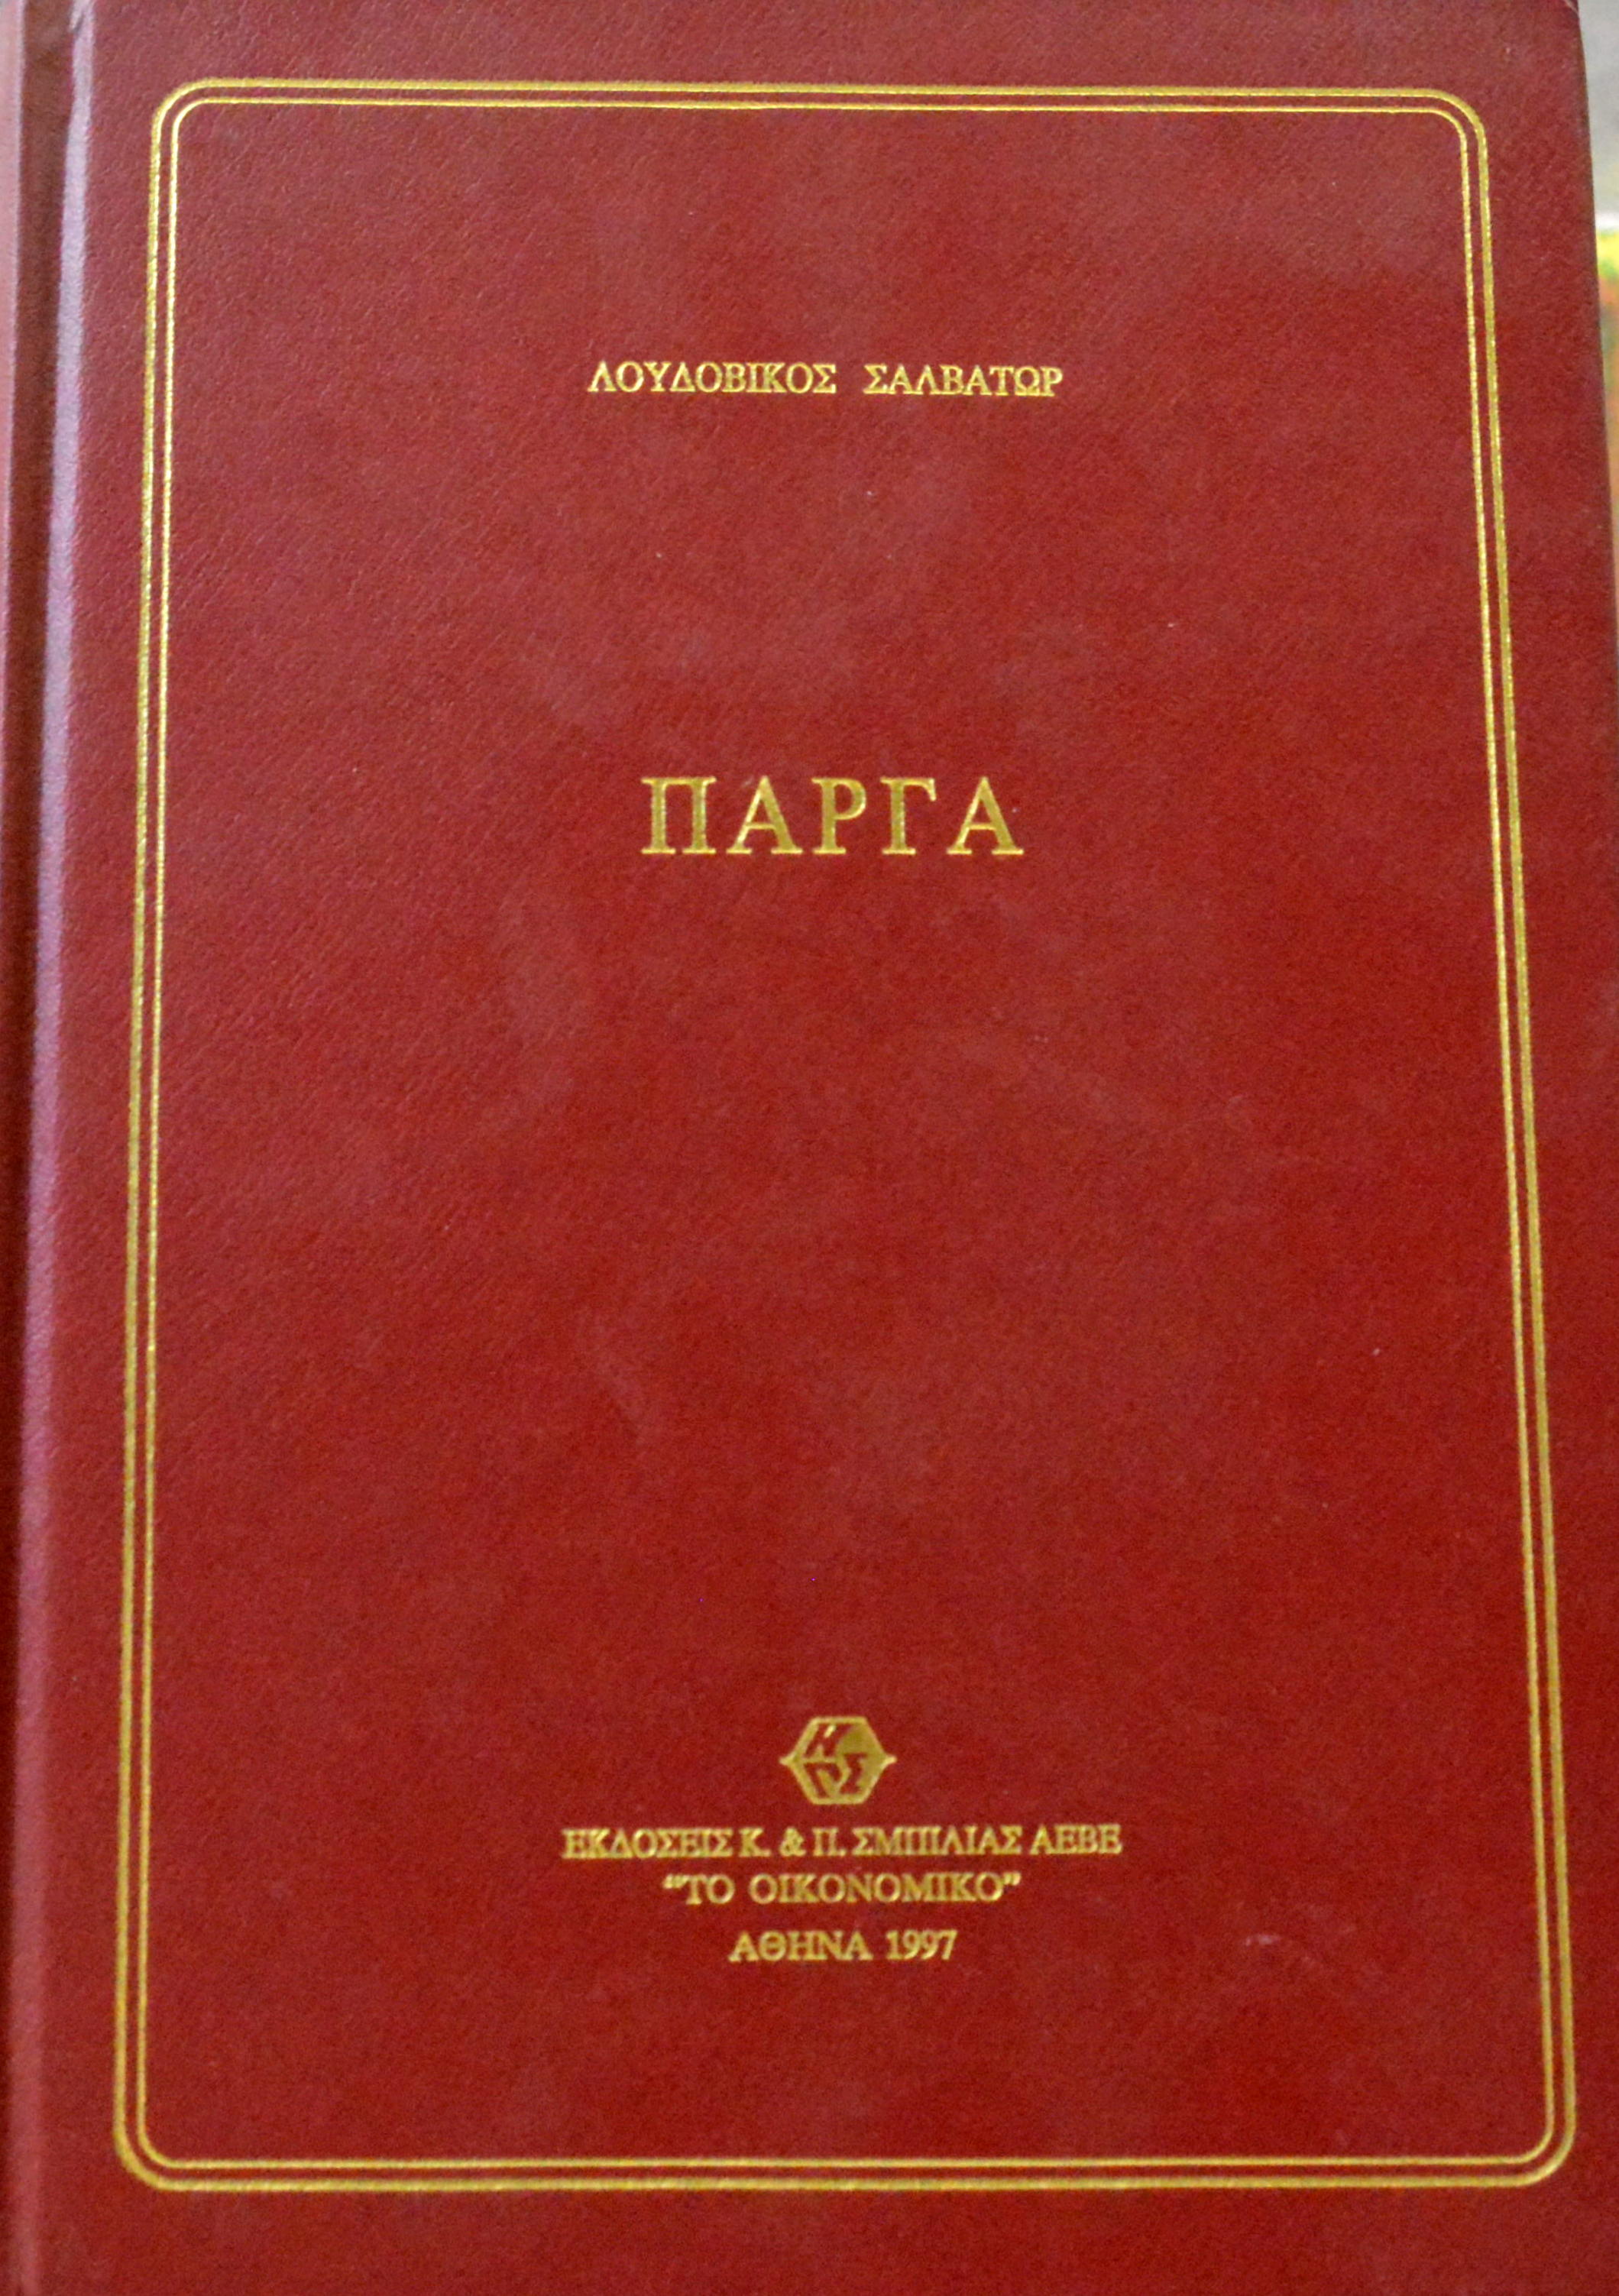 ΛΟΥΔΟΒΙΚΟΣ ΣΑΛΒΑΤΩΡ
ΠΑΡΓΑ
Κ
Π Σ
ΕΚΔΟΣΕΙΣ Κ. & Π. ΣΜΠΙΛΙΑΣ ΑΕΒΕ
“ΤΟ ΟΙΚΟΝΟΜΙΚΟ”
ΑΘΗΝΑ 1997